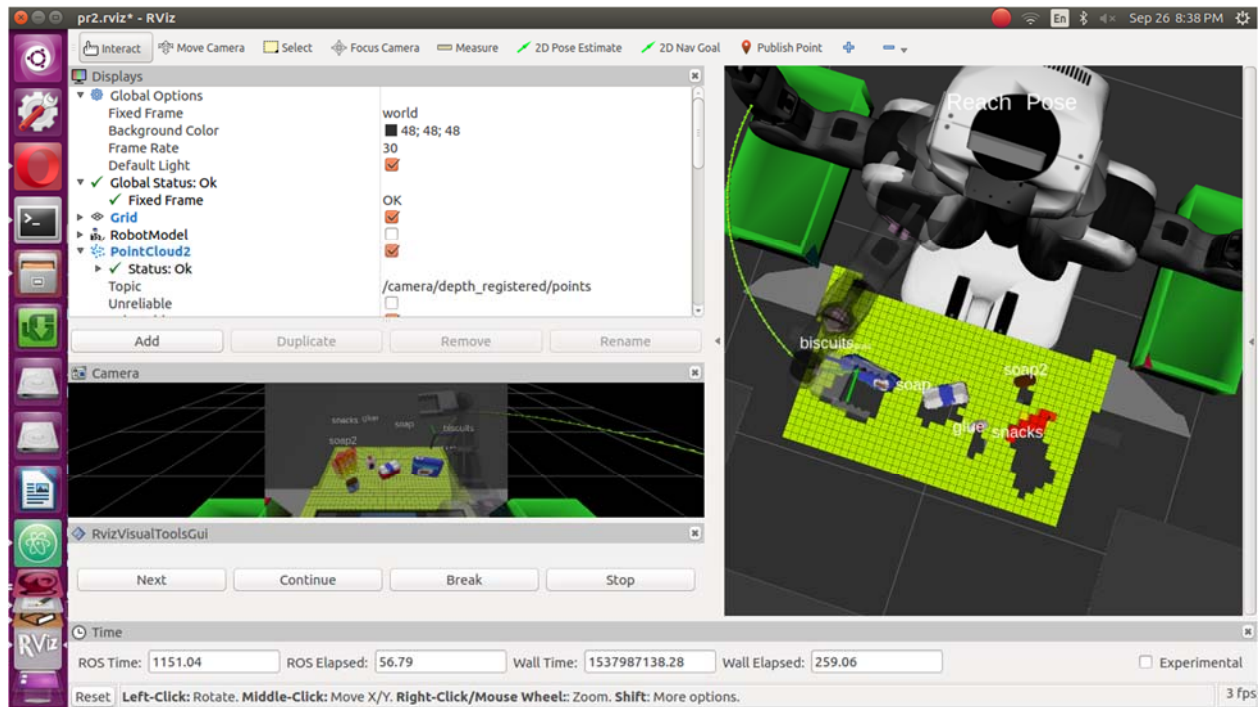 pr2.rviz* - RViz
En
Sep 26 8:38 PM
Interact Move Camera Select Focus Camera Measure 2D Pose Estimate 2D Nav Goal Publish Point
Displays
Global Options
Fixed Frame world
Background Color 48; 48; 48
Frame Rate 30
Default Light
Global Status: Ok
Fixed Frame OK
Grid
RobotModel
PointCloud2
Status: Ok
Topic /camera/depth_registered/points
Unreliable
Add Duplicate Remove Rename
Camera
snacks glue soap biscuits
soap2
RvizVisualToolsGui
Next Continue Break Stop
Reach Pose
biscuits
soap2
soap
glue snacks
Time
ROS Time: 1151.04 ROS Elapsed: 56.79 Wall Time: 1537987138.28 Wall Elapsed: 259.06 Experimental
Reset Left-Click: Rotate. Middle-Click: Move X/Y. Right-Click/Mouse Wheel:: Zoom. Shift: More options. 3 fps
RViz